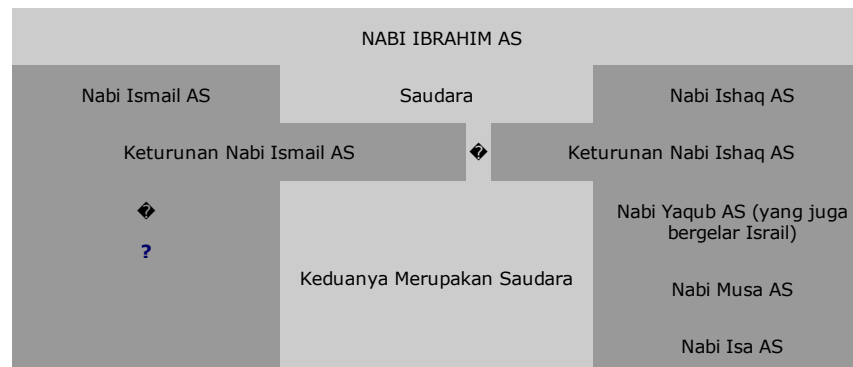 NABI IBRAHIM AS
Nabi Ismail AS
Saudara
Nabi Ishaq AS
Keturunan Nabi Ismail AS
�
Keturunan Nabi Ishaq AS
�
?
Keduanya Merupakan Saudara
Nabi Yaqub AS (yang juga
bergelar Israil)
Nabi Musa AS
Nabi Isa AS